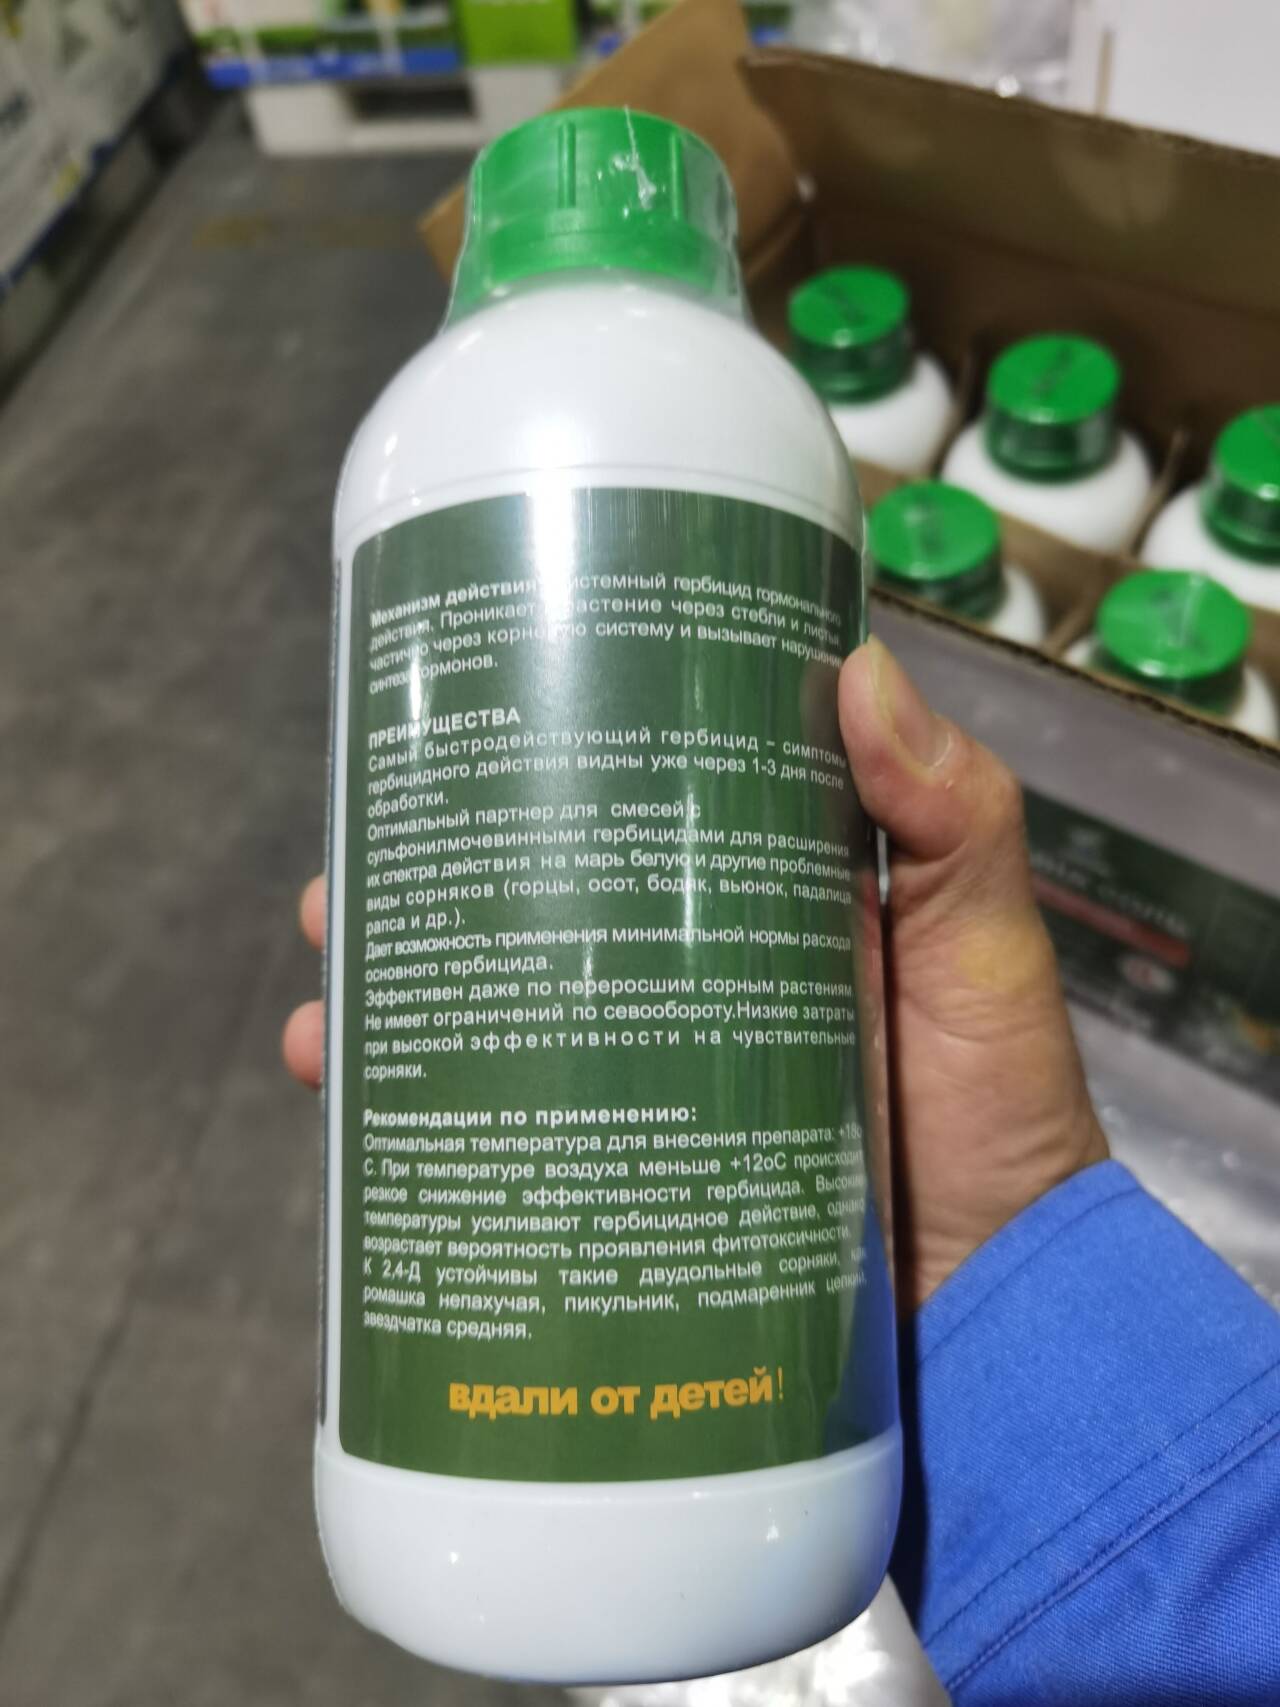 Механизм действия: системный гербицид гормонального
действия. Проникает в растение через стебли и листья,
частично через корневую систему и вызывает нарушение
синтеза гормонов.
ПРЕИМУЩЕСТВА
Самый быстродействующий гербицид – симптомы
гербицидного действия видны уже через 1-3 дня после
обработки.
Оптимальный партнер для смесей с
сульфонилмочевинными гербицидами для расширения
их спектра действия на марь белую и другие проблемные
виды сорняков (горцы, осот, бодяк, вьюнок, падалица
рапса и др.).
Дает возможность применения минимальной нормы расхода
основного гербицида.
Эффективен даже по переросшим сорным растениям
Не имеет ограничений по севообороту.Низкие затраты
при высокой эффективности на чувствительные
сорняки.
Рекомендации по применению:
Оптимальная температура для внесения препарата: +18о
С. При температуре воздуха меньше +12оС происходит
резкое снижение эффективности гербицида. Высокие
температуры усиливают гербицидное действие, однако
возрастает вероятность проявления фитотоксичности.
К 2,4-Д устойчивы такие двудольные сорняки, как
ромашка непахучая, пикульник, подмаренник цепкий,
звездчатка средняя.
вдали от детей!